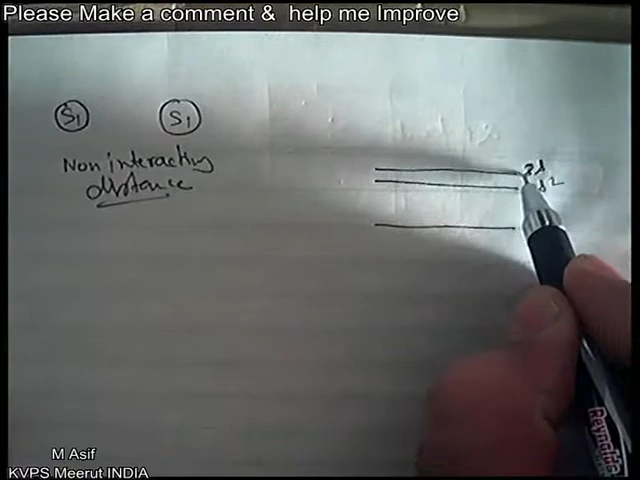 Please Make a comment & help me Improve
S1 S1
Non interacting
distance
Reynolds
M Asif
KVPS Meerut INDIA